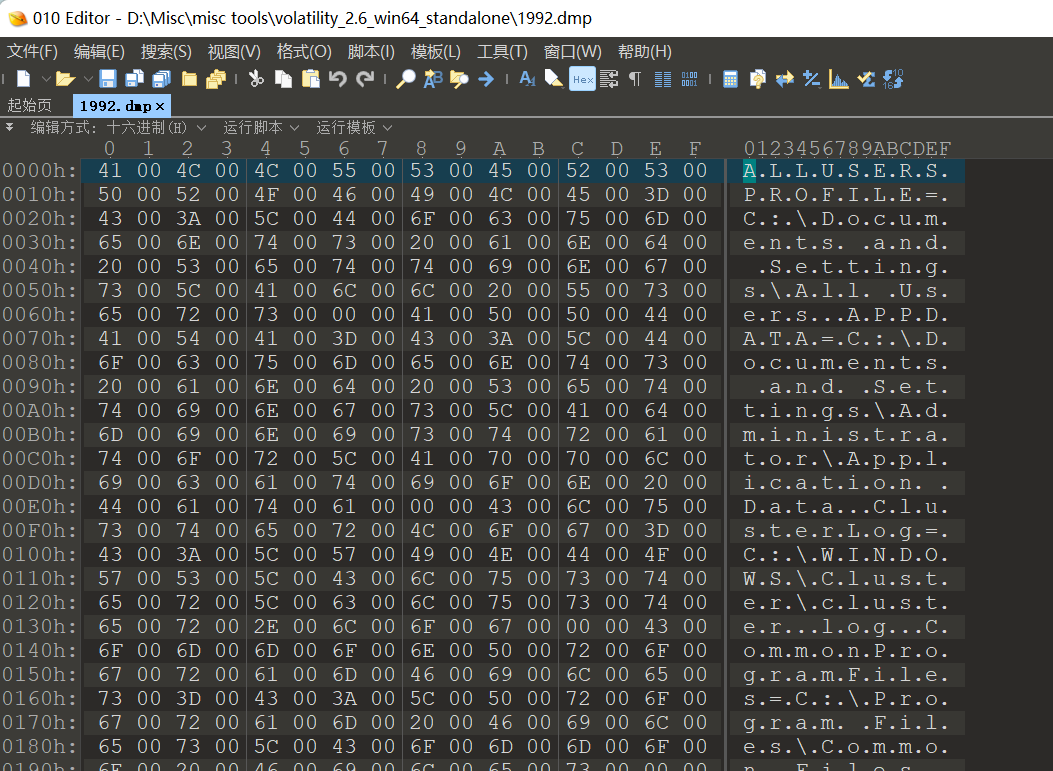 010 Editor - D:\Misc\misc tools\volatility_2.6_win64_standalone\1992.dmp
文件(F) 编辑(E) 搜索(S) 视图(V) 格式(O) 脚本(I) 模板(L) 工具(T) 窗口(W) 帮助(H)
Hex
起始页 1992.dmp ×
编辑方式: 十六进制(H) 运行脚本 运行模板
0 1 2 3 4 5 6 7 8 9 A B C D E F 0123456789ABCDEF
0000h: 41 00 4C 00 4C 00 55 00 53 00 45 00 52 00 53 00 A.L.L.U.S.E.R.S.
0010h: 50 00 52 00 4F 00 46 00 49 00 4C 00 45 00 3D 00 P.R.O.F.I.L.E.=.
0020h: 43 00 3A 00 5C 00 44 00 6F 00 63 00 75 00 6D 00 C.:.\.D.o.c.u.m.
0030h: 65 00 6E 00 74 00 73 00 20 00 61 00 6E 00 64 00 e.n.t.s. .a.n.d.
0040h: 20 00 53 00 65 00 74 00 74 00 69 00 6E 00 67 00 .S.e.t.t.i.n.g.
0050h: 73 00 5C 00 41 00 6C 00 6C 00 20 00 55 00 73 00 s.\.A.l.l. .U.s.
0060h: 65 00 72 00 73 00 00 00 41 00 50 00 50 00 44 00 e.r.s...A.P.P.D.
0070h: 41 00 54 00 41 00 3D 00 43 00 3A 00 5C 00 44 00 A.T.A.=.C.:.\.D.
0080h: 6F 00 63 00 75 00 6D 00 65 00 6E 00 74 00 73 00 o.c.u.m.e.n.t.s.
0090h: 20 00 61 00 6E 00 64 00 20 00 53 00 65 00 74 00 .a.n.d. .S.e.t.
00A0h: 74 00 69 00 6E 00 67 00 73 00 5C 00 41 00 64 00 t.i.n.g.s.\.A.d.
00B0h: 6D 00 69 00 6E 00 69 00 73 00 74 00 72 00 61 00 m.i.n.i.s.t.r.a.
00C0h: 74 00 6F 00 72 00 5C 00 41 00 70 00 70 00 6C 00 t.o.r.\.A.p.p.l.
00D0h: 69 00 63 00 61 00 74 00 69 00 6F 00 6E 00 20 00 i.c.a.t.i.o.n. .
00E0h: 44 00 61 00 74 00 61 00 00 00 43 00 6C 00 75 00 D.a.t.a...C.l.u.
00F0h: 73 00 74 00 65 00 72 00 4C 00 6F 00 67 00 3D 00 s.t.e.r.L.o.g.=.
0100h: 43 00 3A 00 5C 00 57 00 49 00 4E 00 44 00 4F 00 C.:.\.W.I.N.D.O.
0110h: 57 00 53 00 5C 00 43 00 6C 00 75 00 73 00 74 00 W.S.\.C.l.u.s.t.
0120h: 65 00 72 00 5C 00 63 00 6C 00 75 00 73 00 74 00 e.r.\.c.l.u.s.t.
0130h: 65 00 72 00 2E 00 6C 00 6F 00 67 00 00 00 43 00 e.r...l.o.g...C.
0140h: 6F 00 6D 00 6D 00 6F 00 6E 00 50 00 72 00 6F 00 o.m.m.o.n.P.r.o.
0150h: 67 00 72 00 61 00 6D 00 46 00 69 00 6C 00 65 00 g.r.a.m.F.i.l.e.
0160h: 73 00 3D 00 43 00 3A 00 5C 00 50 00 72 00 6F 00 s.=.C.:.\.P.r.o.
0170h: 67 00 72 00 61 00 6D 00 20 00 46 00 69 00 6C 00 g.r.a.m. .F.i.l.
0180h: 65 00 73 00 5C 00 43 00 6F 00 6D 00 6D 00 6F 00 e.s.\.C.o.m.m.o.
0190h: 6E 00 20 00 46 00 69 00 6C 00 65 00 73 00 00 00 n. .F.i.l.e.s...